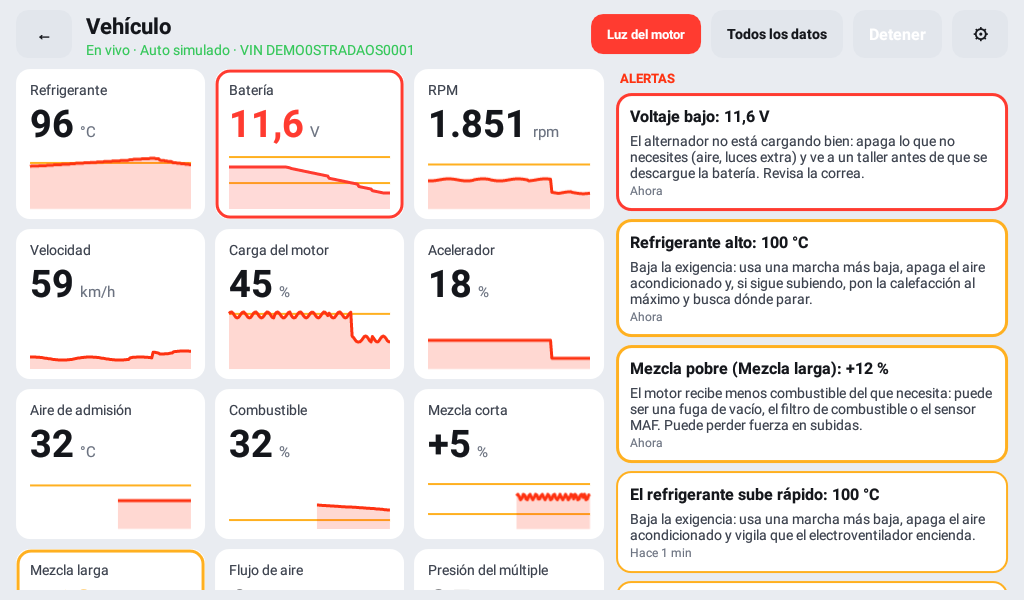 ←
Vehículo
En vivo · Auto simulado · VIN DEMO0STRADAOS0001
Luz del motor
Todos los datos
Detener
⚙
Refrigerante
96 °C
Batería
11,6 V
RPM
1.851 rpm
Velocidad
59 km/h
Carga del motor
45 %
Acelerador
18 %
Aire de admisión
32 °C
Combustible
32 %
Mezcla corta
+5 %
Mezcla larga
Flujo de aire
Presión del múltiple
ALERTAS
Voltaje bajo: 11,6 V
El alternador no está cargando bien: apaga lo que no
necesites (aire, luces extra) y ve a un taller antes de que se
descargue la batería. Revisa la correa.
Ahora
Refrigerante alto: 100 °C
Baja la exigencia: usa una marcha más baja, apaga el aire
acondicionado y, si sigue subiendo, pon la calefacción al
máximo y busca dónde parar.
Ahora
Mezcla pobre (Mezcla larga): +12 %
El motor recibe menos combustible del que necesita: puede
ser una fuga de vacío, el filtro de combustible o el sensor
MAF. Puede perder fuerza en subidas.
Ahora
El refrigerante sube rápido: 100 °C
Baja la exigencia: usa una marcha más baja, apaga el aire
acondicionado y vigila que el electroventilador encienda.
Hace 1 min